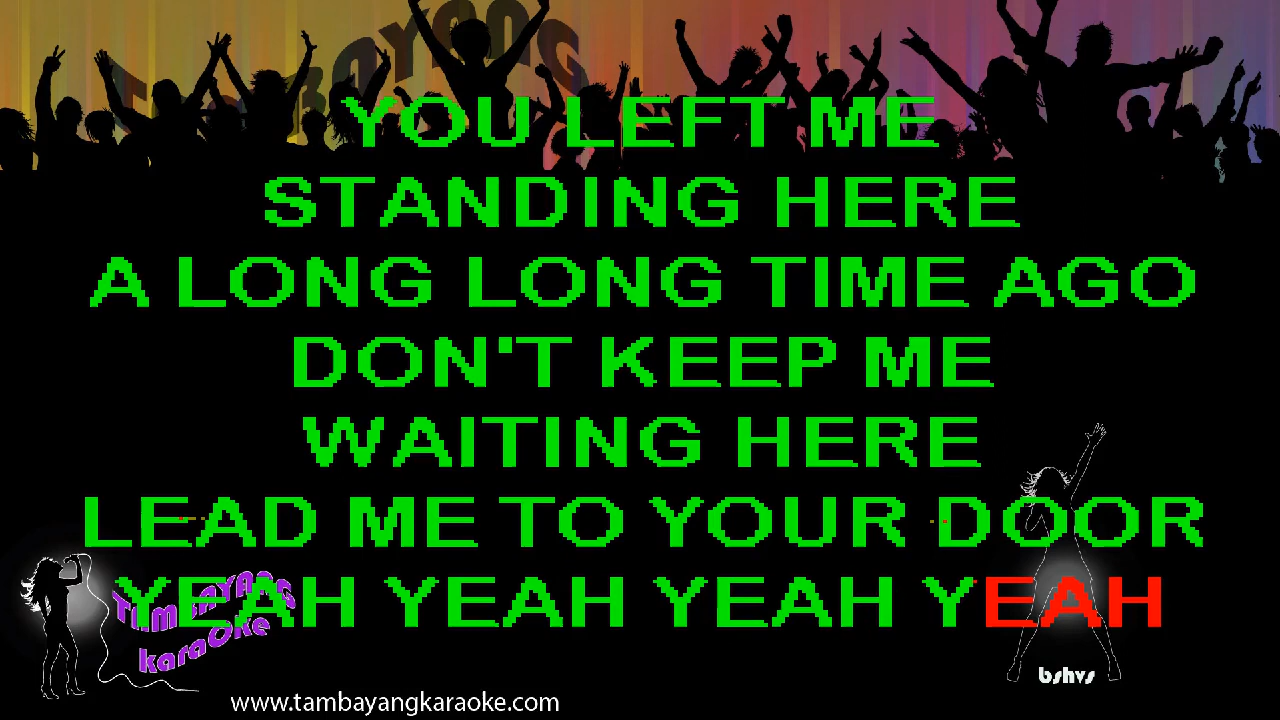 TAMBAYANG
YOU LEFT ME
STANDING HERE
A LONG LONG TIME AGO
DON'T KEEP ME
WAITING HERE
LEAD ME TO YOUR DOOR
YEAH YEAH YEAH YEAH
TAMBAYANG
karaOke
bshvs
www.tambayangkaraoke.com